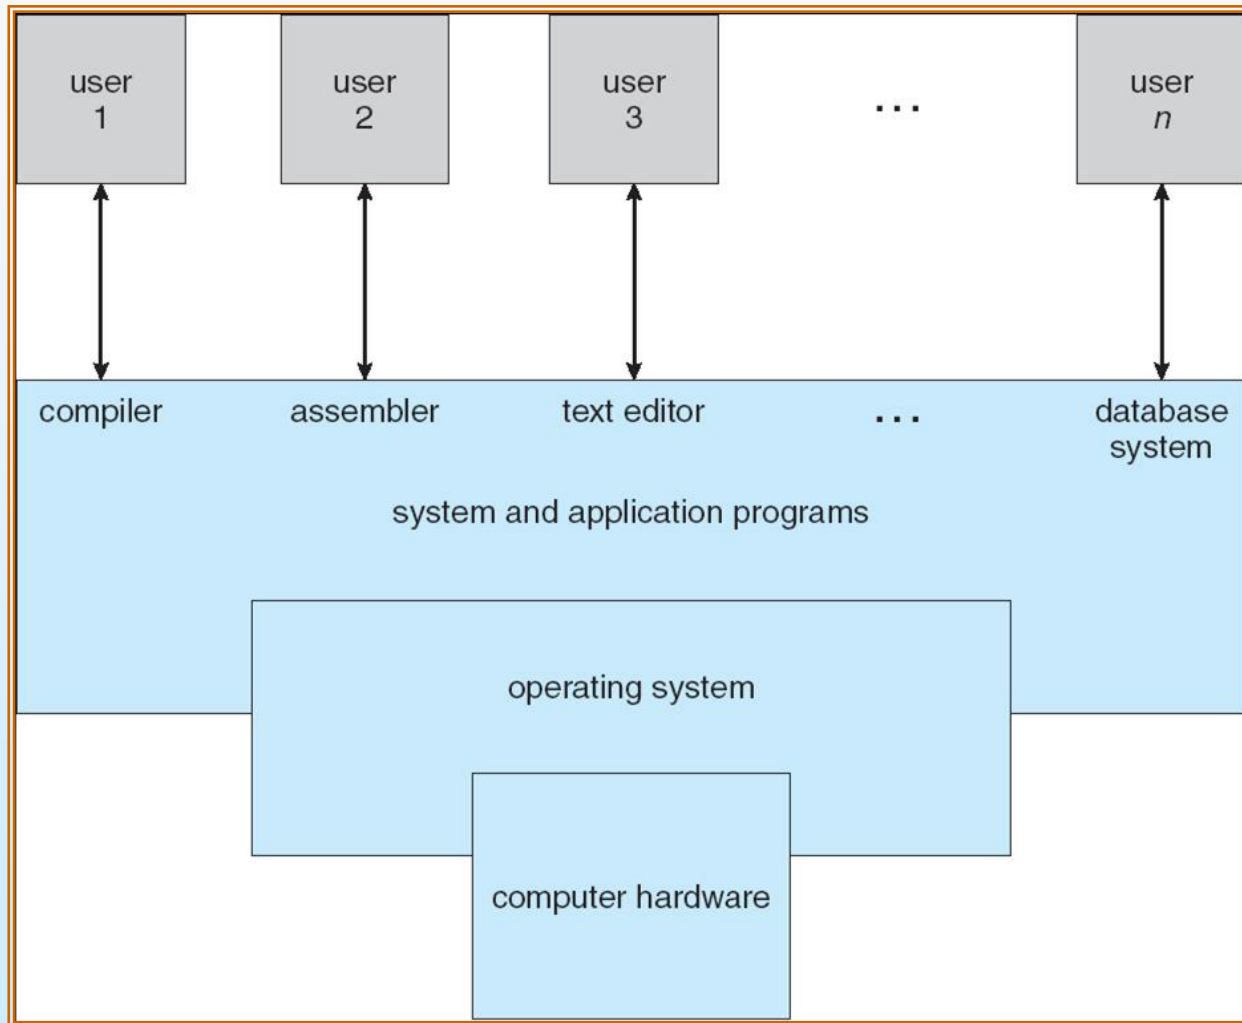 user
1
user
2
user
3
...
user
n
compiler
assembler
text editor
...
database
system
system and application programs
operating system
computer hardware